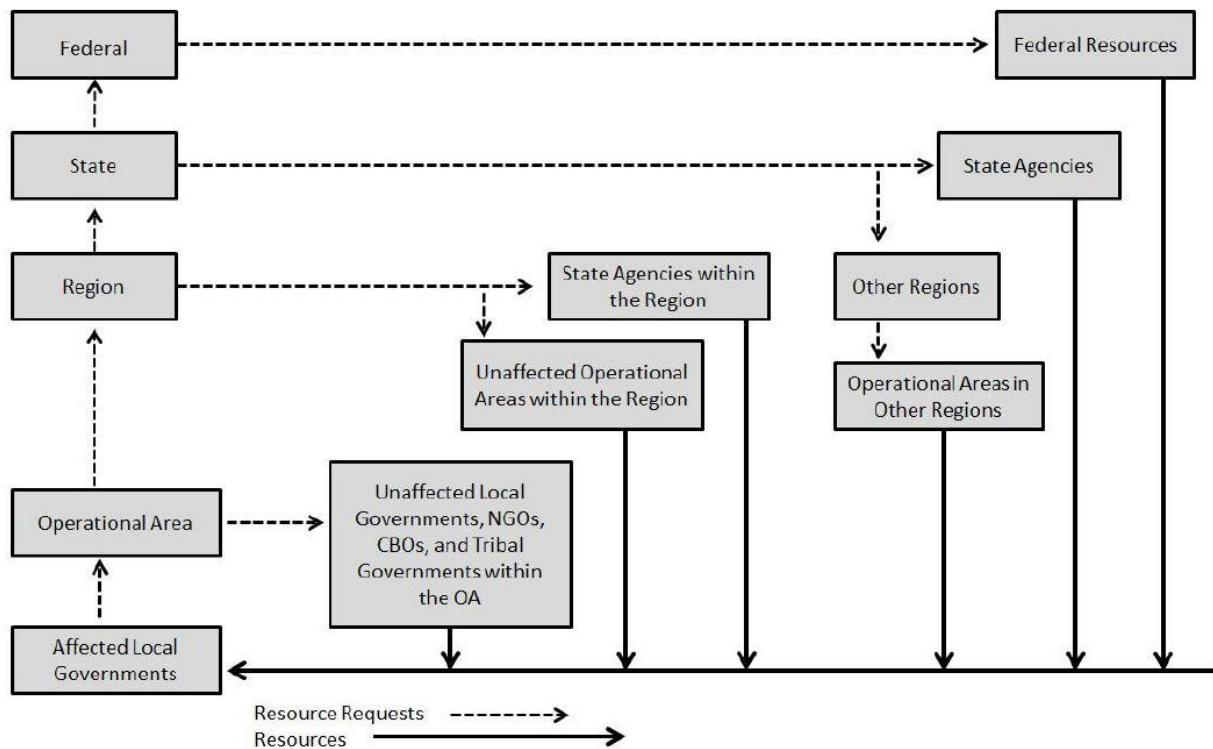 Federal
Federal Resources
State
State Agencies
Region
State Agencies within
the Region
Other Regions
Unaffected Operational
Areas within the Region
Operational Areas in
Other Regions
Operational Area
Unaffected Local
Governments, NGOs,
CBOs, and Tribal
Governments within
the OA
Affected Local
Governments
Resource Requests
Resources